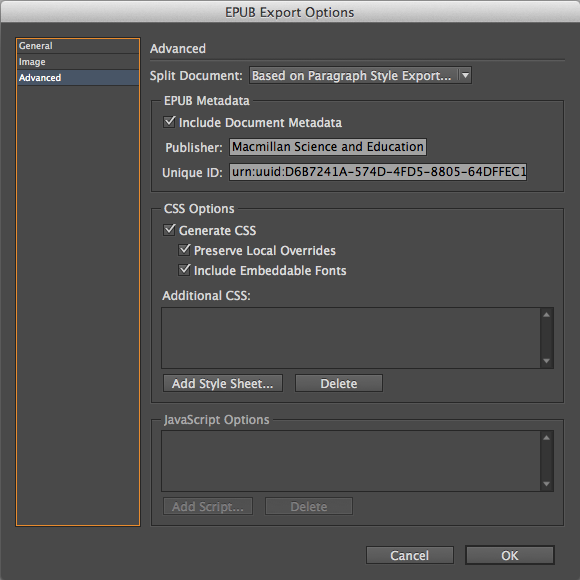 EPUB Export Options
General
Image
Advanced
Advanced
Split Document: Based on Paragraph Style Export...
EPUB Metadata
Include Document Metadata
Publisher: Macmillan Science and Education
Unique ID: urn:uuid:D6B7241A-574D-4FD5-8805-64DFFEC1
CSS Options
Generate CSS
Preserve Local Overrides
Include Embeddable Fonts
Additional CSS:
Add Style Sheet... Delete
JavaScript Options
Add Script... Delete
Cancel OK